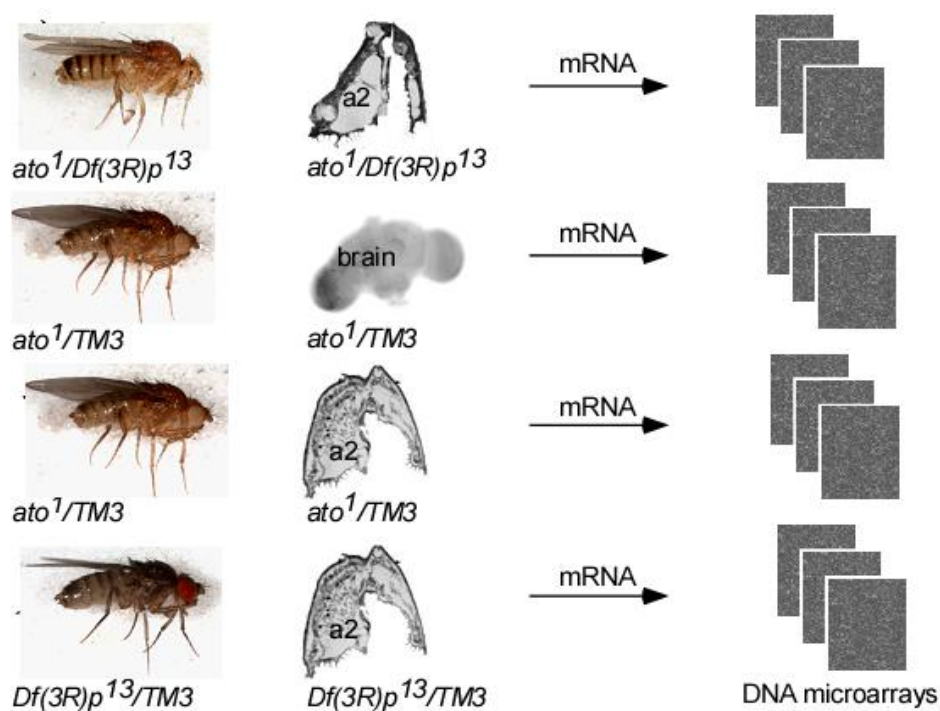 a2
mRNA
ato¹/Df(3R)p¹³
ato¹/Df(3R)p¹³
brain
mRNA
ato¹/TM3
ato¹/TM3
a2
mRNA
ato¹/TM3
ato¹/TM3
a2
mRNA
Df(3R)p¹³/TM3
Df(3R)p¹³/TM3
DNA microarrays